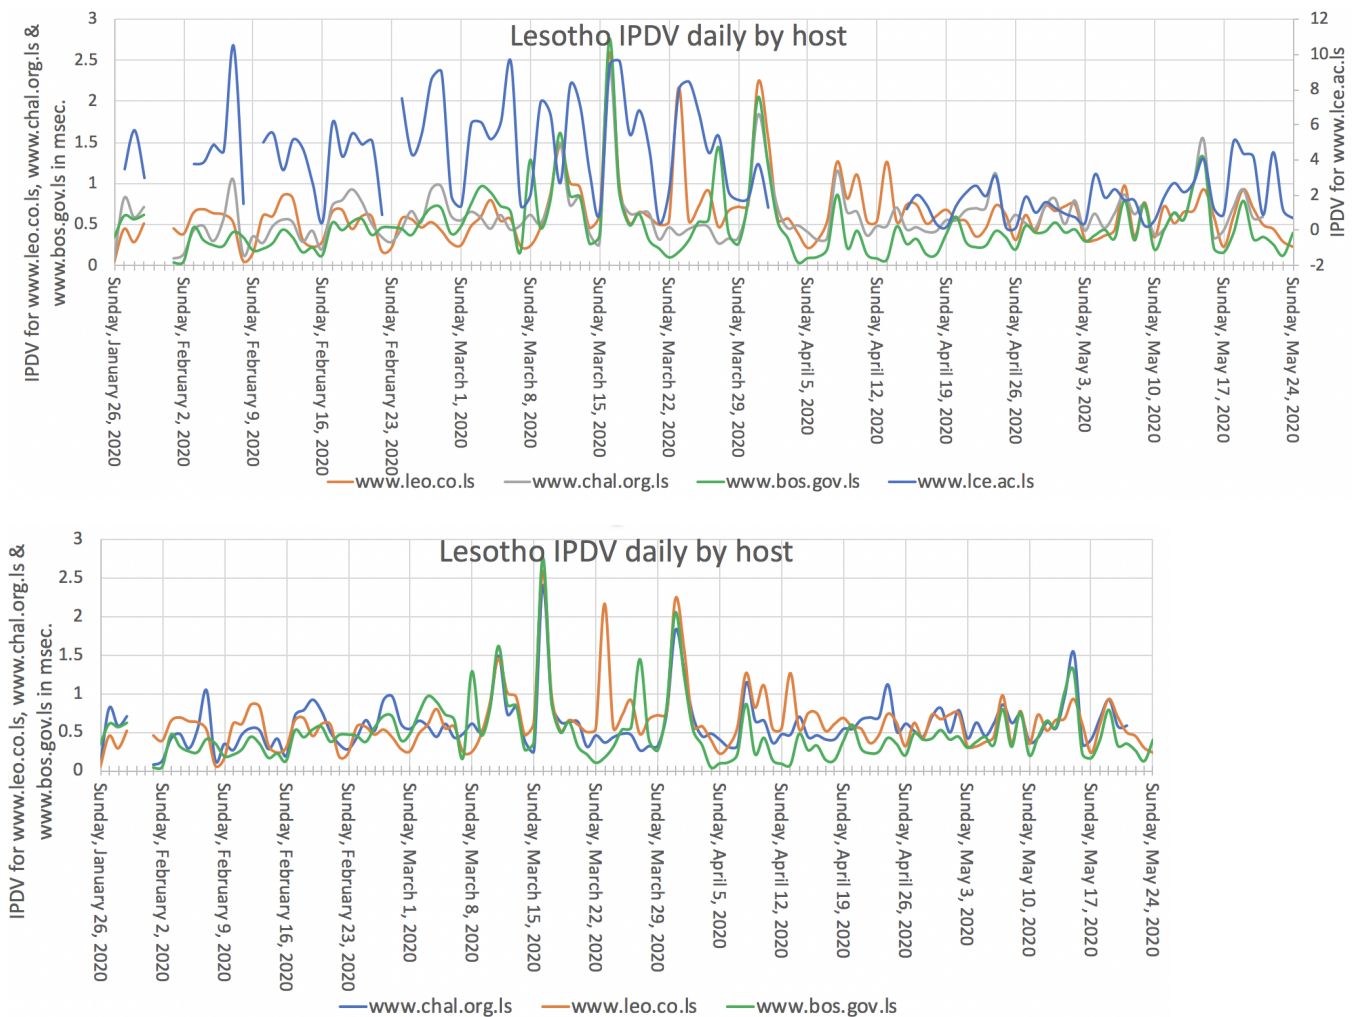 Lesotho IPDV daily by host
IPDV for www.leo.co.ls, www.chal.org.ls &
www.bos.gov.ls in msec.
3
2.5
2
1.5
1
0.5
0
12
10
8
6
4
2
0
-2
IPDV for www.lce.ac.ls
Sunday, January 26, 2020
Sunday, February 2, 2020
Sunday, February 9, 2020
Sunday, February 16, 2020
Sunday, February 23, 2020
Sunday, March 1, 2020
Sunday, March 8, 2020
Sunday, March 15, 2020
Sunday, March 22, 2020
Sunday, March 29, 2020
Sunday, April 5, 2020
Sunday, April 12, 2020
Sunday, April 19, 2020
Sunday, April 26, 2020
Sunday, May 3, 2020
Sunday, May 10, 2020
Sunday, May 17, 2020
Sunday, May 24, 2020
www.leo.co.ls www.chal.org.ls www.bos.gov.ls www.lce.ac.ls
Lesotho IPDV daily by host
IPDV for www.leo.co.ls, www.chal.org.ls &
www.bos.gov.ls in msec.
3
2.5
2
1.5
1
0.5
0
Sunday, January 26, 2020
Sunday, February 2, 2020
Sunday, February 9, 2020
Sunday, February 16, 2020
Sunday, February 23, 2020
Sunday, March 1, 2020
Sunday, March 8, 2020
Sunday, March 15, 2020
Sunday, March 22, 2020
Sunday, March 29, 2020
Sunday, April 5, 2020
Sunday, April 12, 2020
Sunday, April 19, 2020
Sunday, April 26, 2020
Sunday, May 3, 2020
Sunday, May 10, 2020
Sunday, May 17, 2020
Sunday, May 24, 2020
www.chal.org.ls www.leo.co.ls www.bos.gov.ls